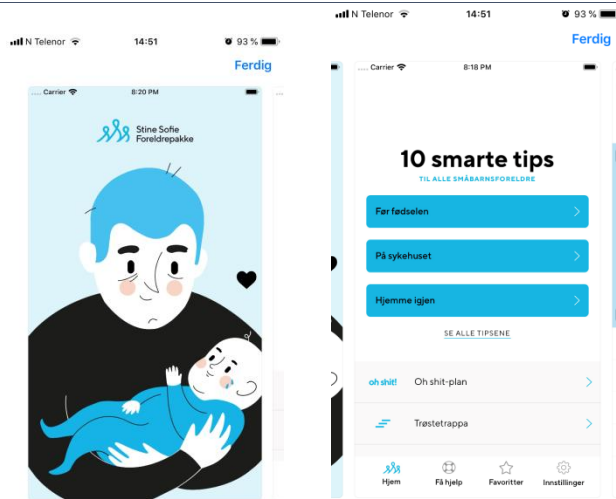 N Telenor 14:51 93 %
Ferdig
.... Carrier 8:20 PM
Stine Sofie
Foreldrepakke
N Telenor 14:51 93 %
Ferdig
.... Carrier 8:18 PM
10 smarte tips
TIL ALLE SMÅBARNSFORELDRE
Før fødselen
På sykehuset
Hjemme igjen
SE ALLE TIPSENE
oh shit! Oh shit-plan
Trøstetrappa
Hjem Få hjelp Favoritter Innstillinger